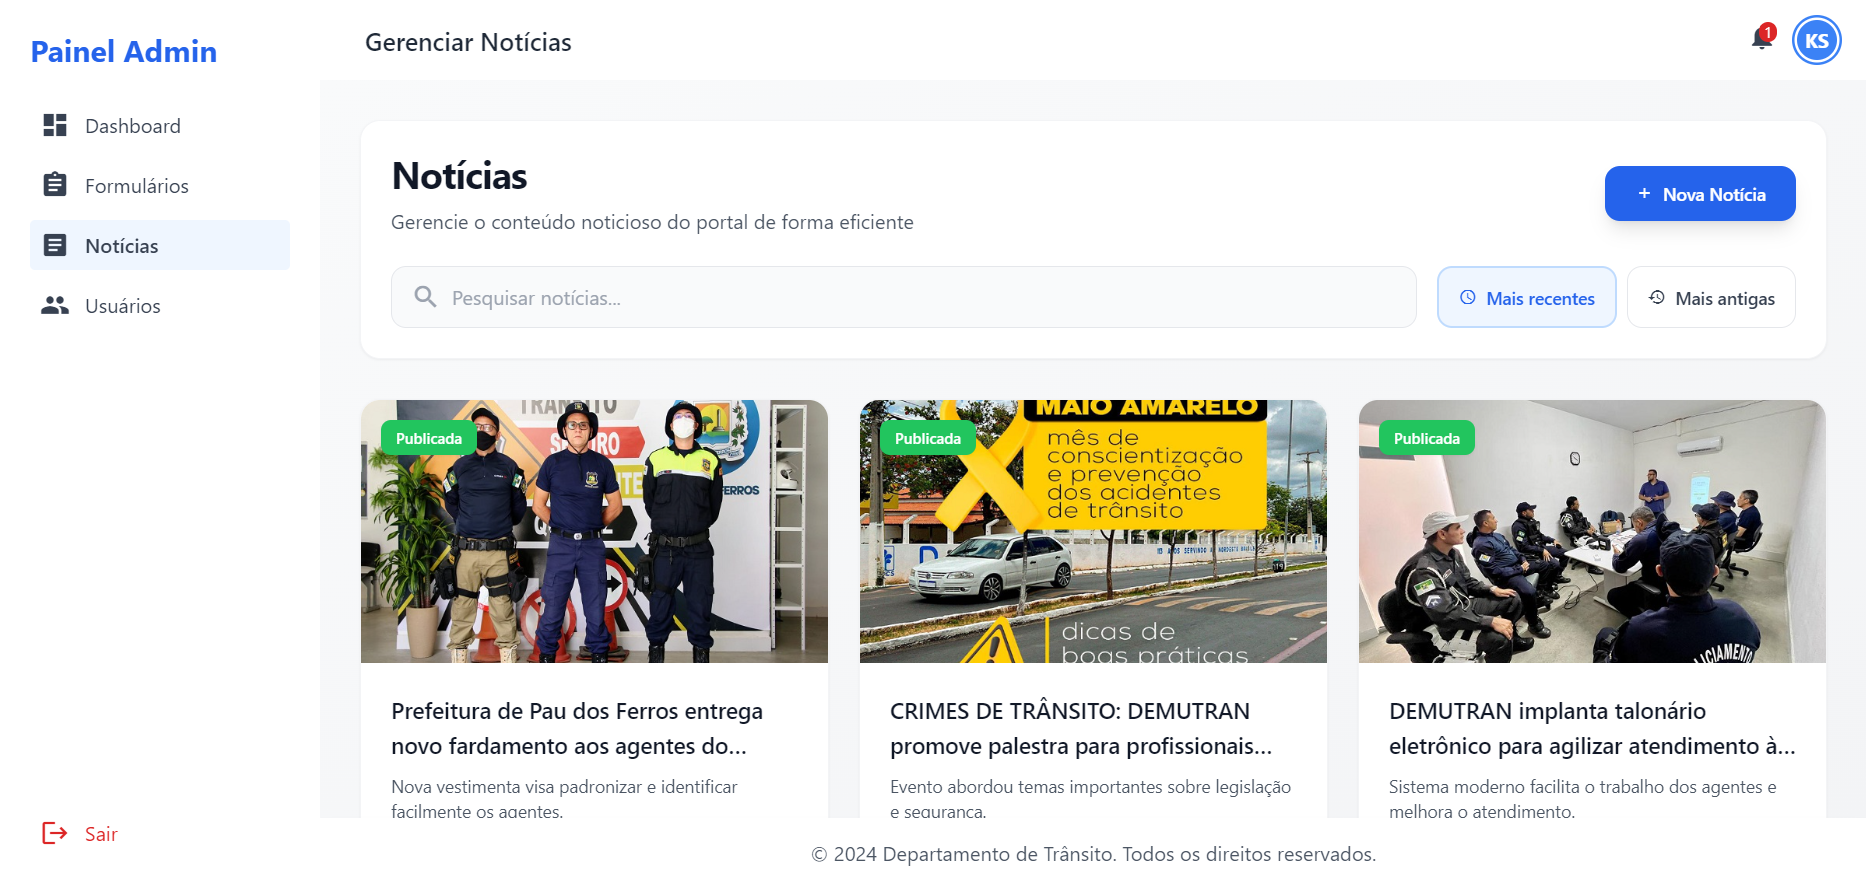 Painel Admin
Dashboard
Formulários
Notícias
Usuários
Sair
Gerenciar Notícias
1
KS
Notícias
Gerencie o conteúdo noticioso do portal de forma eficiente
+ Nova Notícia
Pesquisar notícias...
Mais recentes
Mais antigas
Publicada
TRÂNSITO
FERROS
Prefeitura de Pau dos Ferros entrega
novo fardamento aos agentes do...
Nova vestimenta visa padronizar e identificar
facilmente os agentes.
Publicada
MAIO AMARELO
mês de
conscientização
e prevenção
dos acidentes
de trânsito
dicas de
boas práticas
CRIMES DE TRÂNSITO: DEMUTRAN
promove palestra para profissionais...
Evento abordou temas importantes sobre legislação
e segurança.
Publicada
LICIAMENTO
DEMUTRAN implanta talonário
eletrônico para agilizar atendimento à...
Sistema moderno facilita o trabalho dos agentes e
melhora o atendimento.
© 2024 Departamento de Trânsito. Todos os direitos reservados.